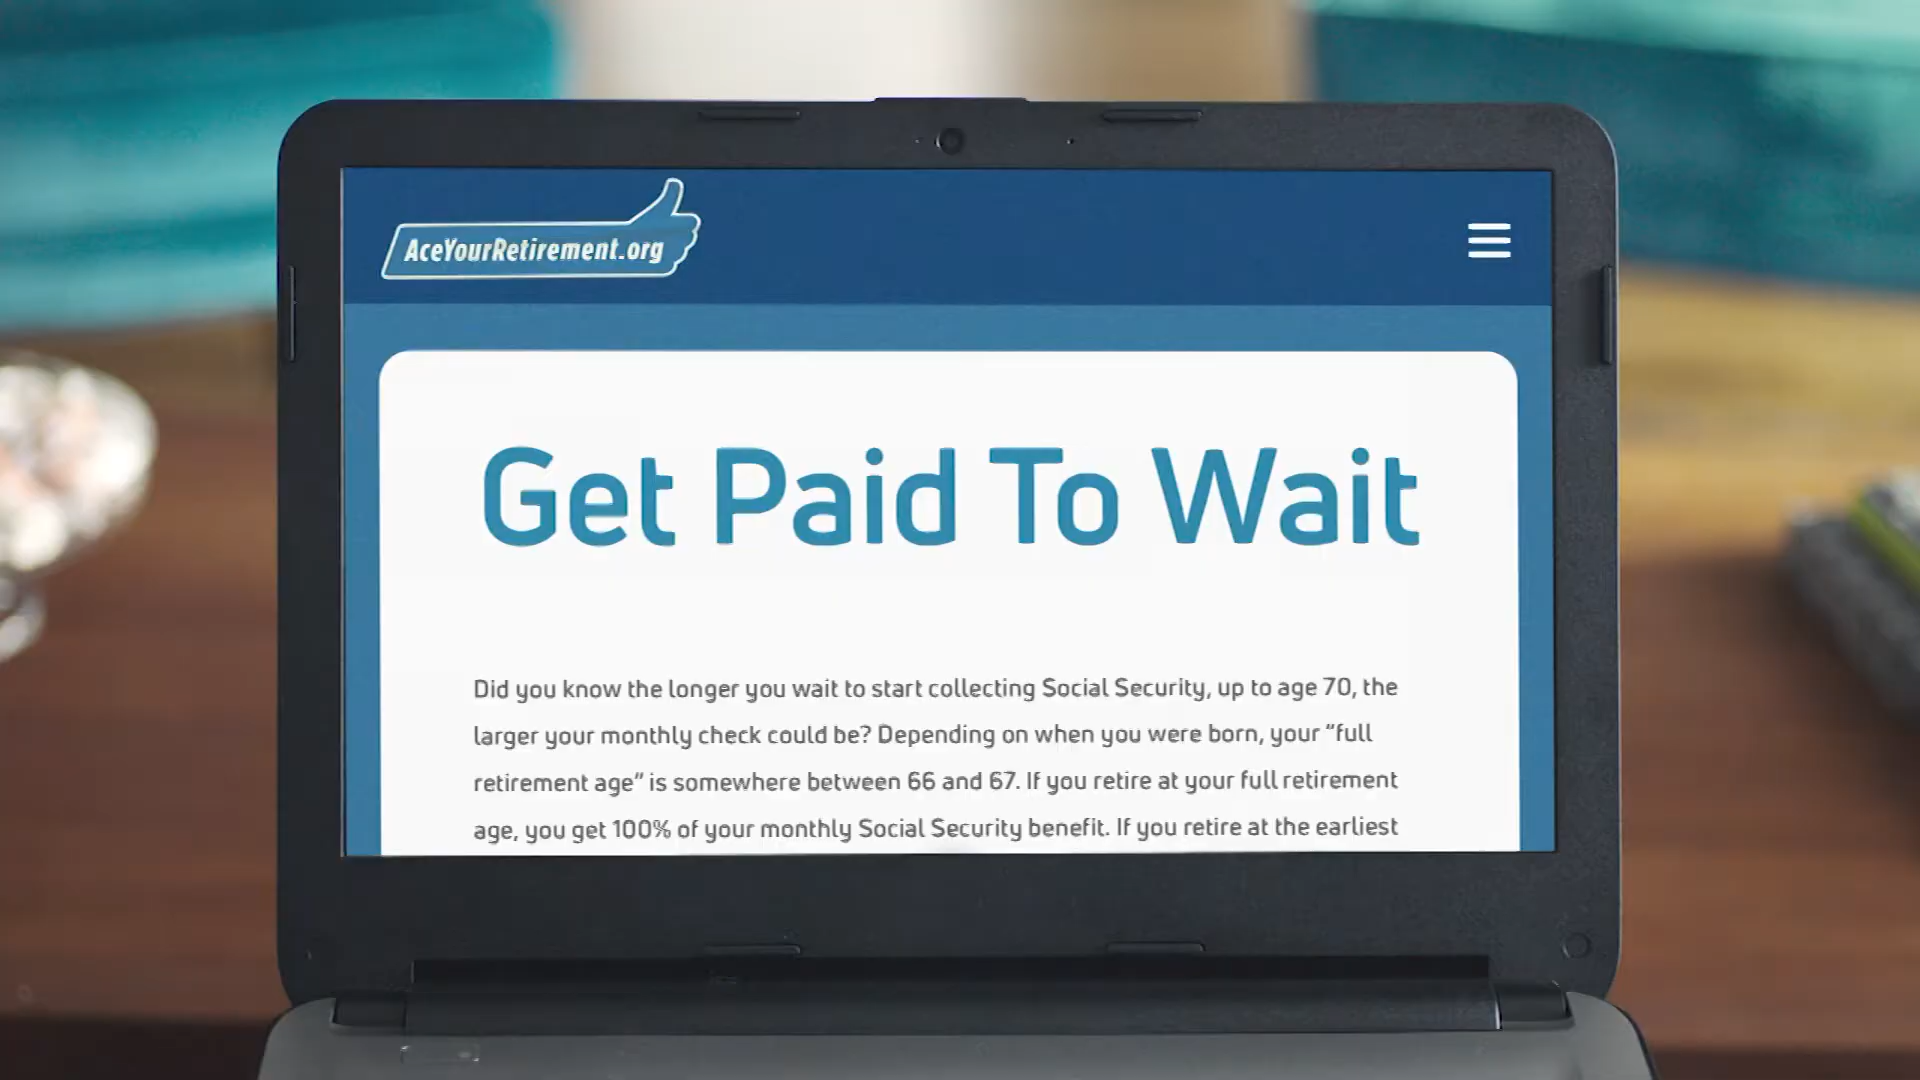 AceYourRetirement.org
Get Paid To Wait
Did you know the longer you wait to start collecting Social Security, up to age 70, the
larger your monthly check could be? Depending on when you were born, your “full
retirement age” is somewhere between 66 and 67. If you retire at your full retirement
age, you get 100% of your monthly Social Security benefit. If you retire at the earliest